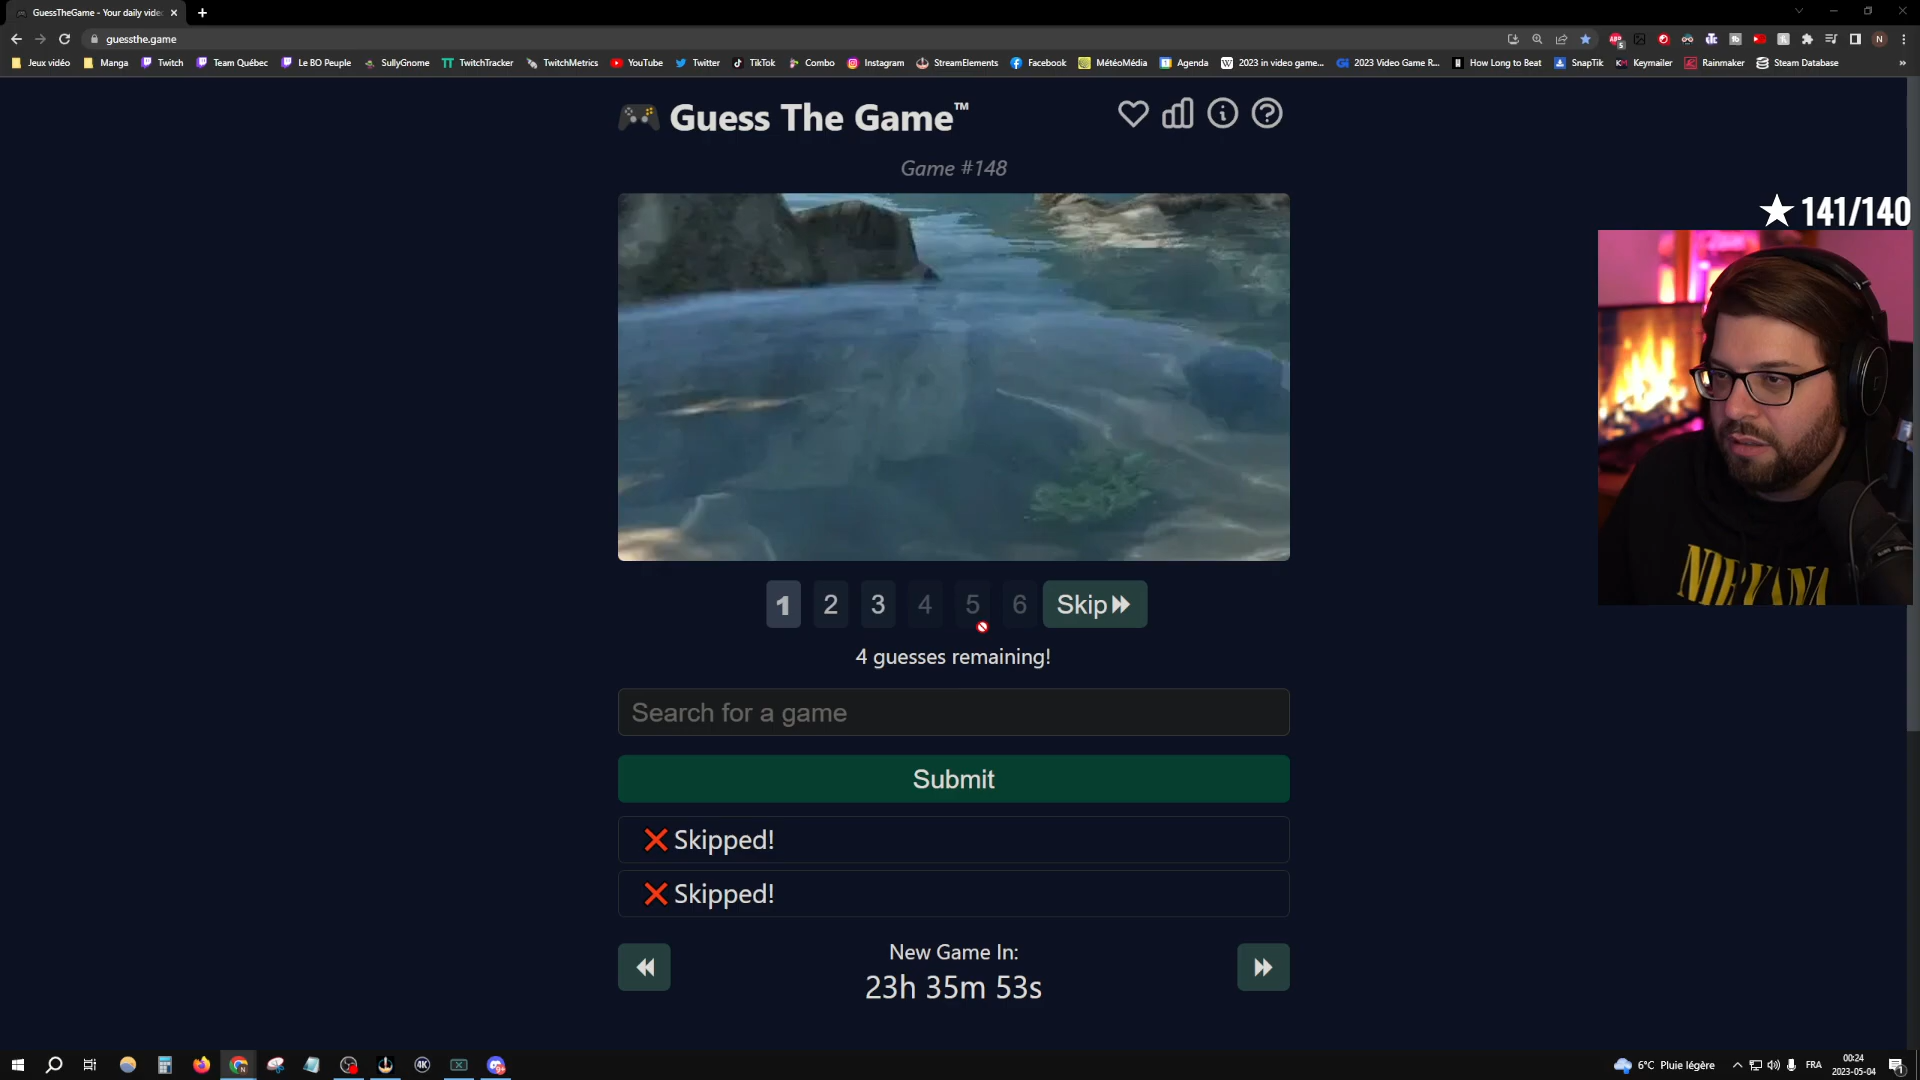 GuessTheGame - Your daily vide
guessthe.game
Jeux vidéo
Manga
Twitch
Team Québec
Le BO Peuple
SullyGnome
TT TwitchTracker
TwitchMetrics
YouTube
Twitter
TikTok
Combo
Instagram
StreamElements
Facebook
MétéoMédia
Agenda
W 2023 in video game...
2023 Video Game R...
How Long to Beat
SnapTik
Keymailer
Rainmaker
Steam Database
Guess The Game™
Game #148
141/140
NIRVANA
1 2 3 4 5 6 Skip
4 guesses remaining!
Search for a game
Submit
Skipped!
Skipped!
New Game In:
23h 35m 53s
4K
6°C Pluie légère
FRA
00:24
2023-05-04